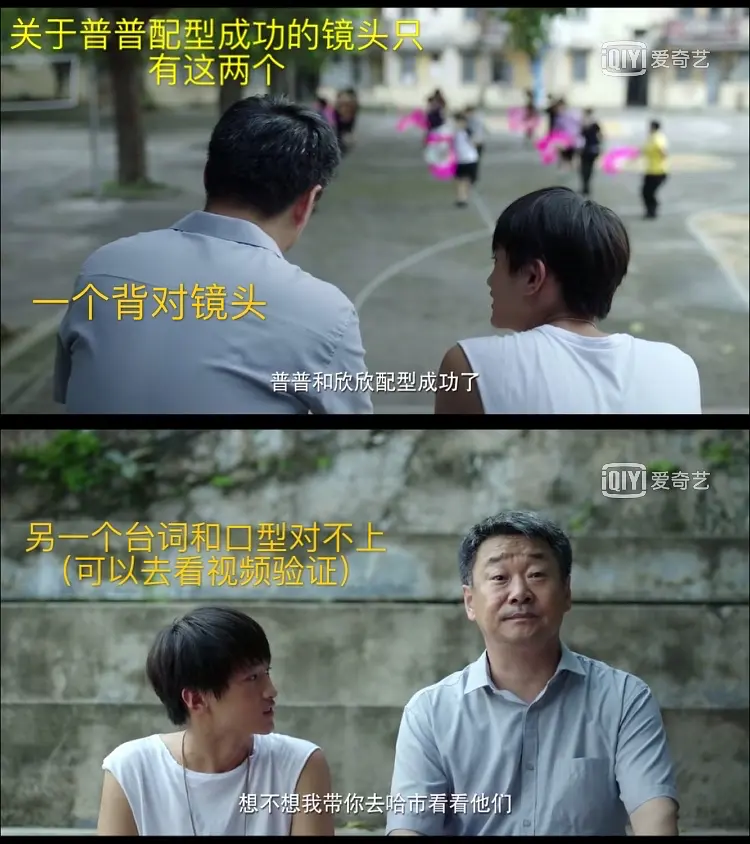 关于普普配型成功的镜头只
有这两个
iQIYI 爱奇艺
一个背对镜头
普普和欣欣配型成功了
iQIYI 爱奇艺
另一个台词和口型对不上
（可以去看视频验证）
想不想我带你去哈市看看他们